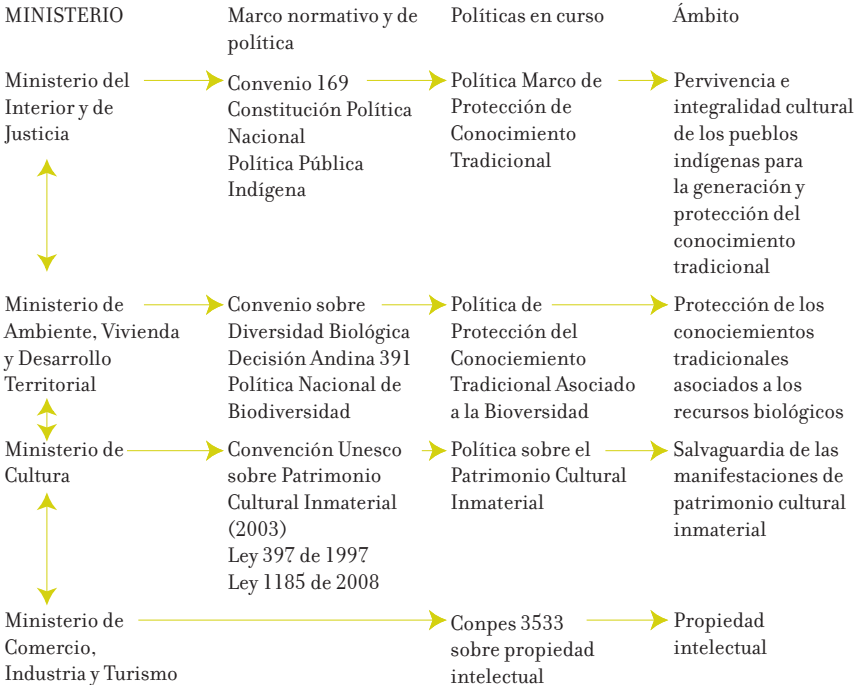 MINISTERIO
Marco normativo y de
política
Políticas en curso
Ámbito
Ministerio del
Interior y de
Justicia
Convenio 169
Constitución Política
Nacional
Política Pública
Indígena
Política Marco de
Protección de
Conocimiento
Tradicional
Pervivencia e
integralidad cultural
de los pueblos
indígenas para
la generación y
protección del
conocimiento
tradicional
Ministerio de
Ambiente, Vivienda
y Desarrollo
Territorial
Convenio sobre
Diversidad Biológica
Decisión Andina 391
Política Nacional de
Biodiversidad
Política de
Protección del
Conociemiento
Tradicional Asociado
a la Bioversidad
Protección de los
conociemientos
tradicionales
asociados a los
recursos biológicos
Ministerio de
Cultura
Convención Unesco
sobre Patrimonio
Cultural Inmaterial
(2003)
Ley 397 de 1997
Ley 1185 de 2008
Política sobre el
Patrimonio Cultural
Inmaterial
Salvaguardia de las
manifestaciones de
patrimonio cultural
inmaterial
Ministerio de
Comercio,
Industria y Turismo
Conpes 3533
sobre propiedad
intelectual
Propiedad
intelectual